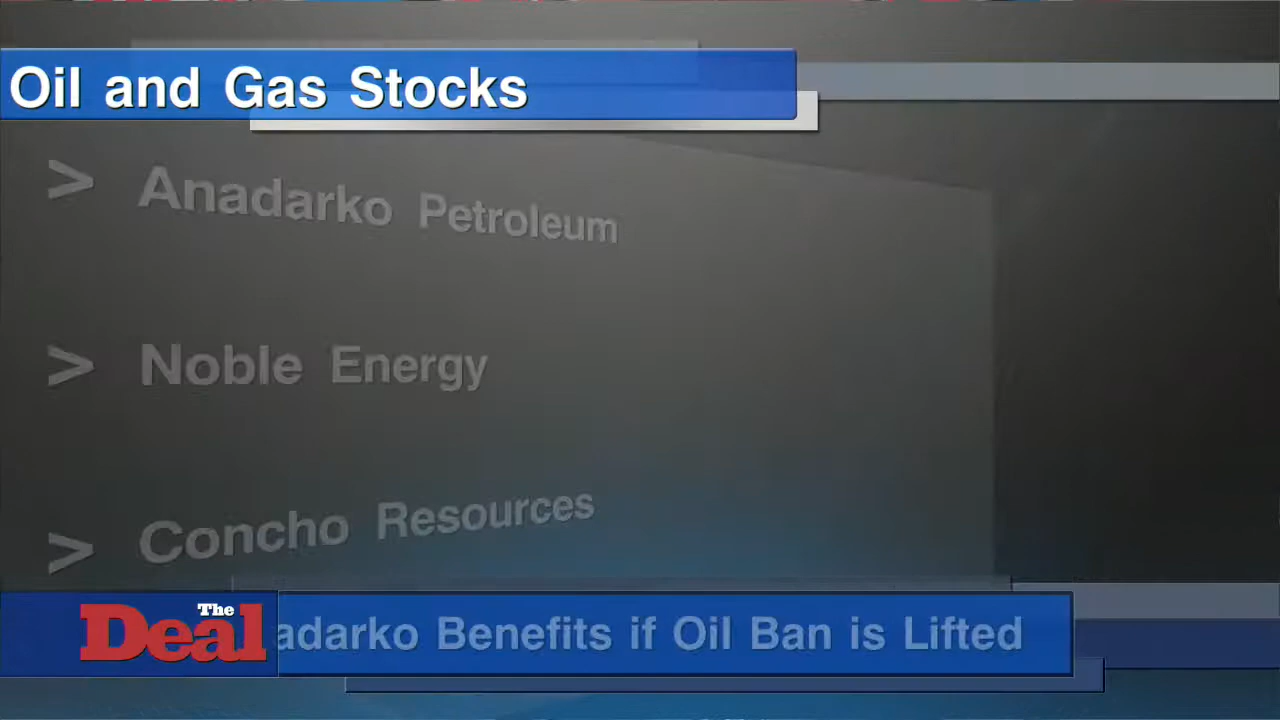 Oil and Gas Stocks
> Anadarko Petroleum
> Noble Energy
> Concho Resources
The
Deal
adarko Benefits if Oil Ban is Lifted